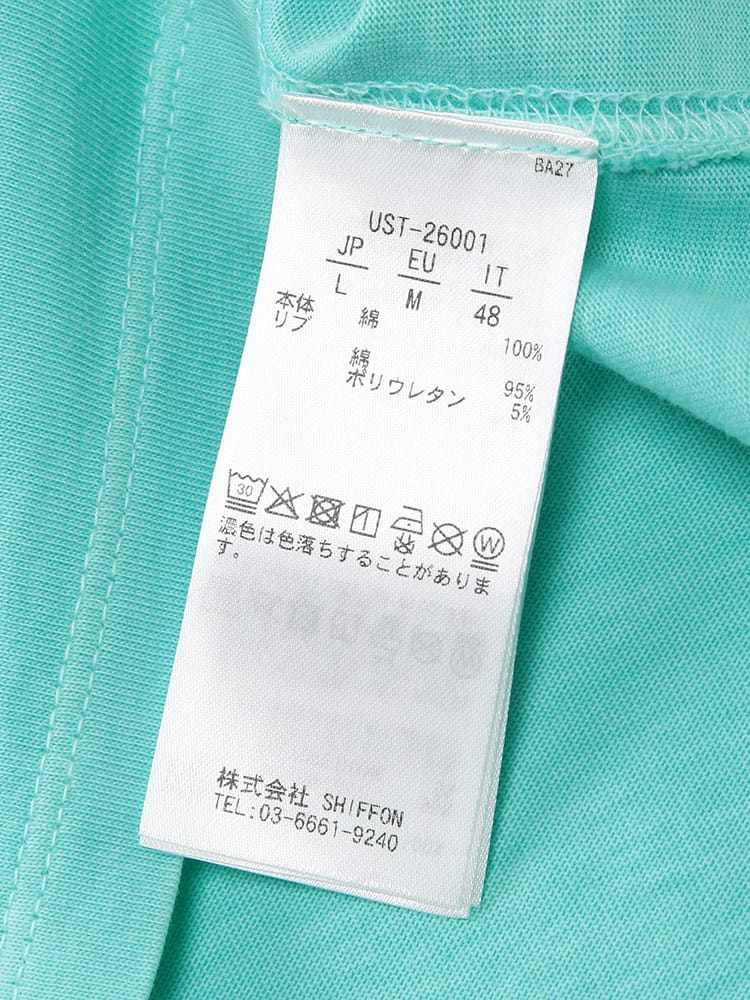 BA27
UST-26001
JP EU IT
L M 48
本体 綿 100%
リブ
綿 95%
ポリウレタン 5%
30 1 W
濃色は色落ちすることがありま
す。
株式会社 SHIFFON
TEL:03-6661-9240